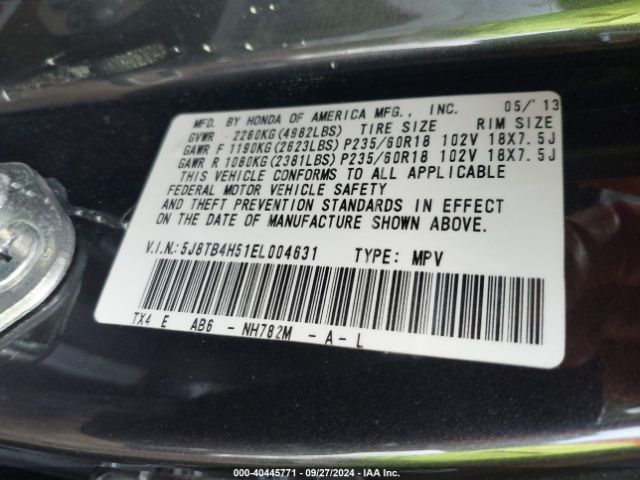 MFD. BY HONDA OF AMERICA MFG., INC. 05/'13
GVWR - 2260KG(4982LBS) TIRE SIZE RIM SIZE
GAWR F 1190KG(2623LBS)P235/60R18 102V 18X7.5J
GAWR R 1080KG(2381LBS)P235/60R18 102V 18X7.5J
THIS VEHICLE CONFORMS TO ALL APPLICABLE
FEDERAL MOTOR VEHICLE SAFETY
AND THEFT PREVENTION STANDARDS IN EFFECT
ON THE DATE OF MANUFACTURE SHOWN ABOVE.
V.I.N.:5J8TB4H51EL004631 TYPE: MPV
TX4 E AB6 - NH782M - A - L
000-40445771 - 09/27/2024 - IAA Inc.